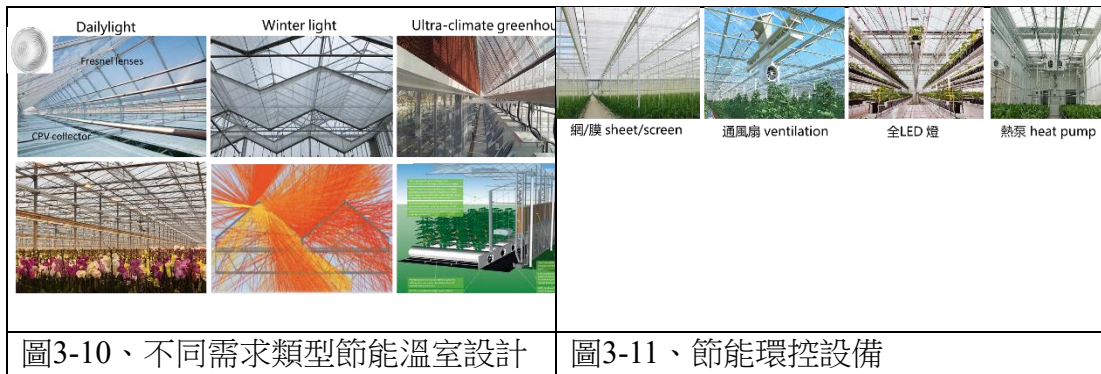 Dailylight
Winter light
Ultra-climate greenhou
Fresnel lenses
CPV collector
網/膜 sheet/screen
通風扇 ventilation
全LED 燈
熱泵 heat pump
圖3-10、不同需求類型節能溫室設計
圖3-11、節能環控設備